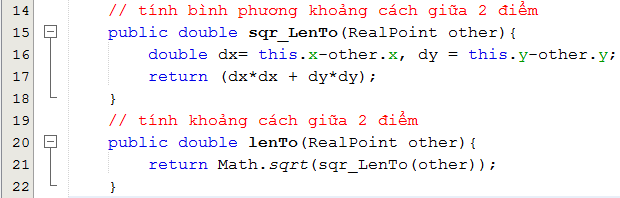 14 // tính bình phương khoảng cách giữa 2 điểm
15 public double sqr_LenTo(RealPoint other){
16 double dx= this.x-other.x, dy = this.y-other.y;
17 return (dx*dx + dy*dy);
18 }
19 // tính khoảng cách giữa 2 điểm
20 public double lenTo(RealPoint other){
21 return Math.sqrt(sqr_LenTo(other));
22 }